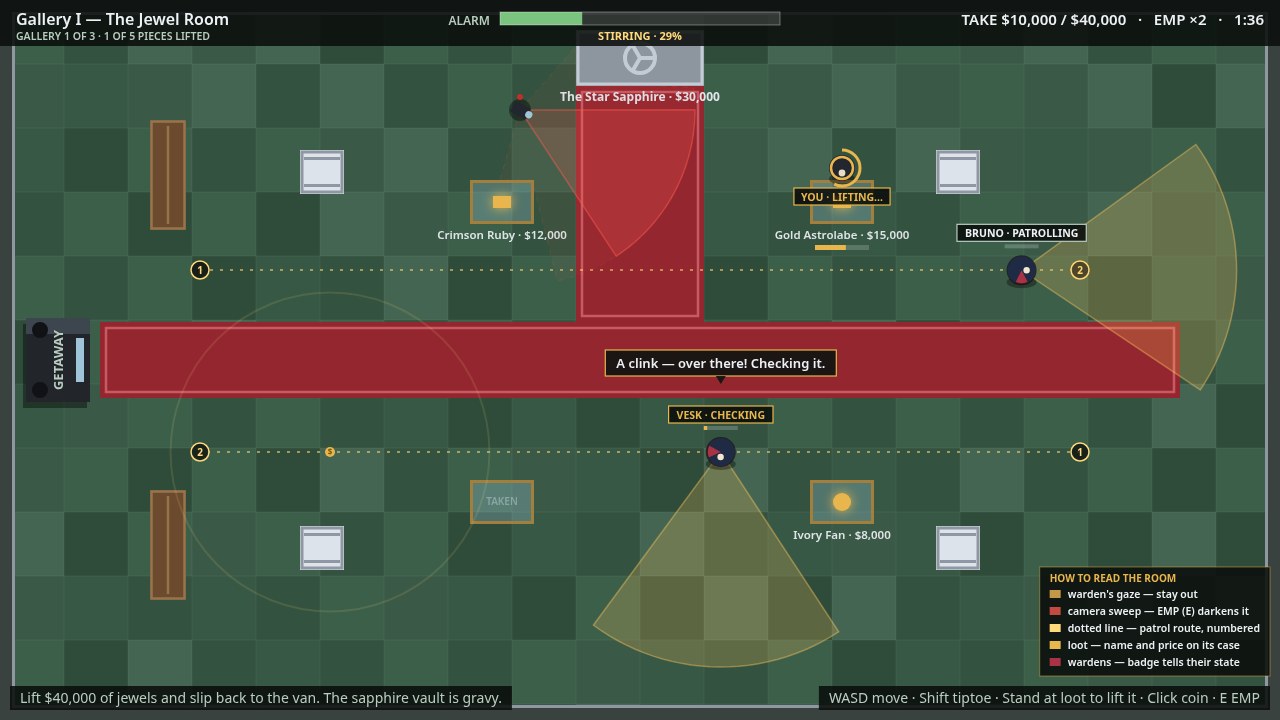 Gallery I — The Jewel Room
GALLERY 1 OF 3 · 1 OF 5 PIECES LIFTED
ALARM
TAKE $10,000 / $40,000 · EMP ×2 · 1:36
STIRRING · 29%
The Star Sapphire · $30,000
YOU · LIFTING...
Crimson Ruby · $12,000
Gold Astrolabe · $15,000
BRUNO · PATROLLING
1
2
GETAWAY
A clink — over there! Checking it.
VESK · CHECKING
2
$
1
TAKEN
Ivory Fan · $8,000
HOW TO READ THE ROOM
warden's gaze — stay out
camera sweep — EMP (E) darkens it
dotted line — patrol route, numbered
loot — name and price on its case
wardens — badge tells their state
Lift $40,000 of jewels and slip back to the van. The sapphire vault is gravy.
WASD move · Shift tiptoe · Stand at loot to lift it · Click coin · E EMP